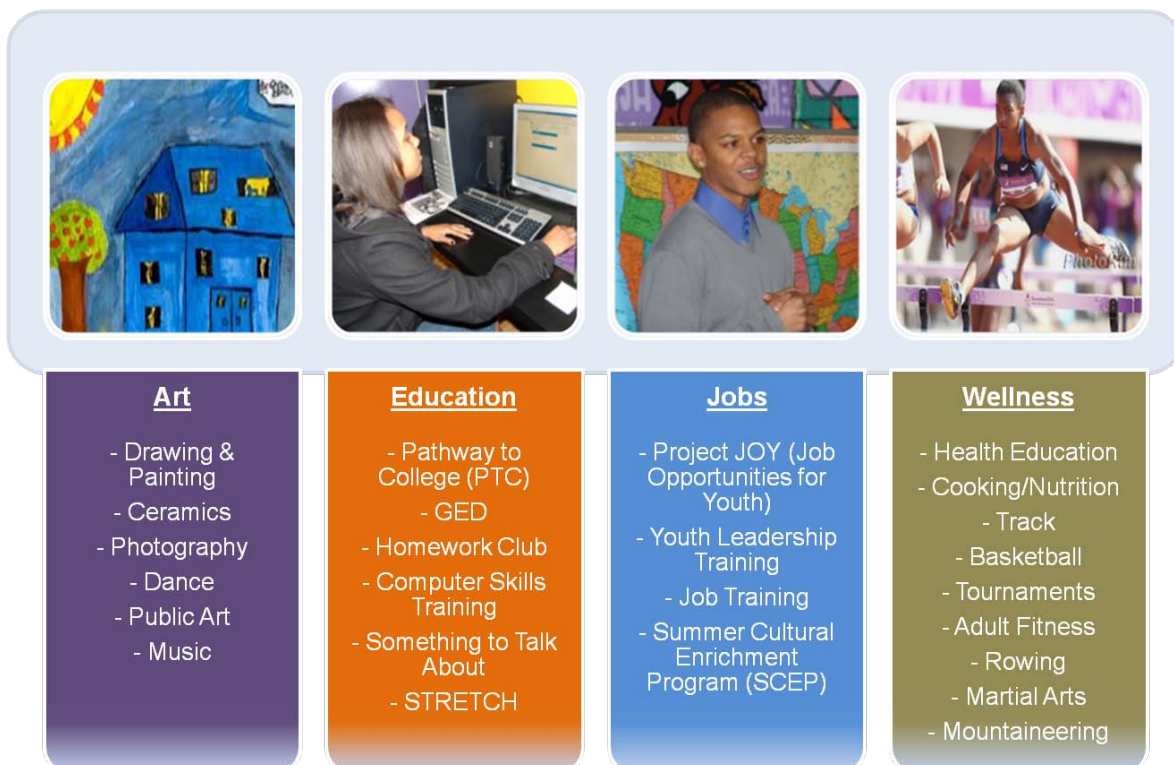 PhotoRun
Art
- Drawing &
Painting
- Ceramics
- Photography
- Dance
- Public Art
- Music
Education
- Pathway to
College (PTC)
- GED
- Homework Club
- Computer Skills
Training
- Something to Talk
About
- STRETCH
Jobs
- Project JOY (Job
Opportunities for
Youth)
- Youth Leadership
Training
- Job Training
- Summer Cultural
Enrichment
Program (SCEP)
Wellness
- Health Education
- Cooking/Nutrition
- Track
- Basketball
- Tournaments
- Adult Fitness
- Rowing
- Martial Arts
- Mountaineering